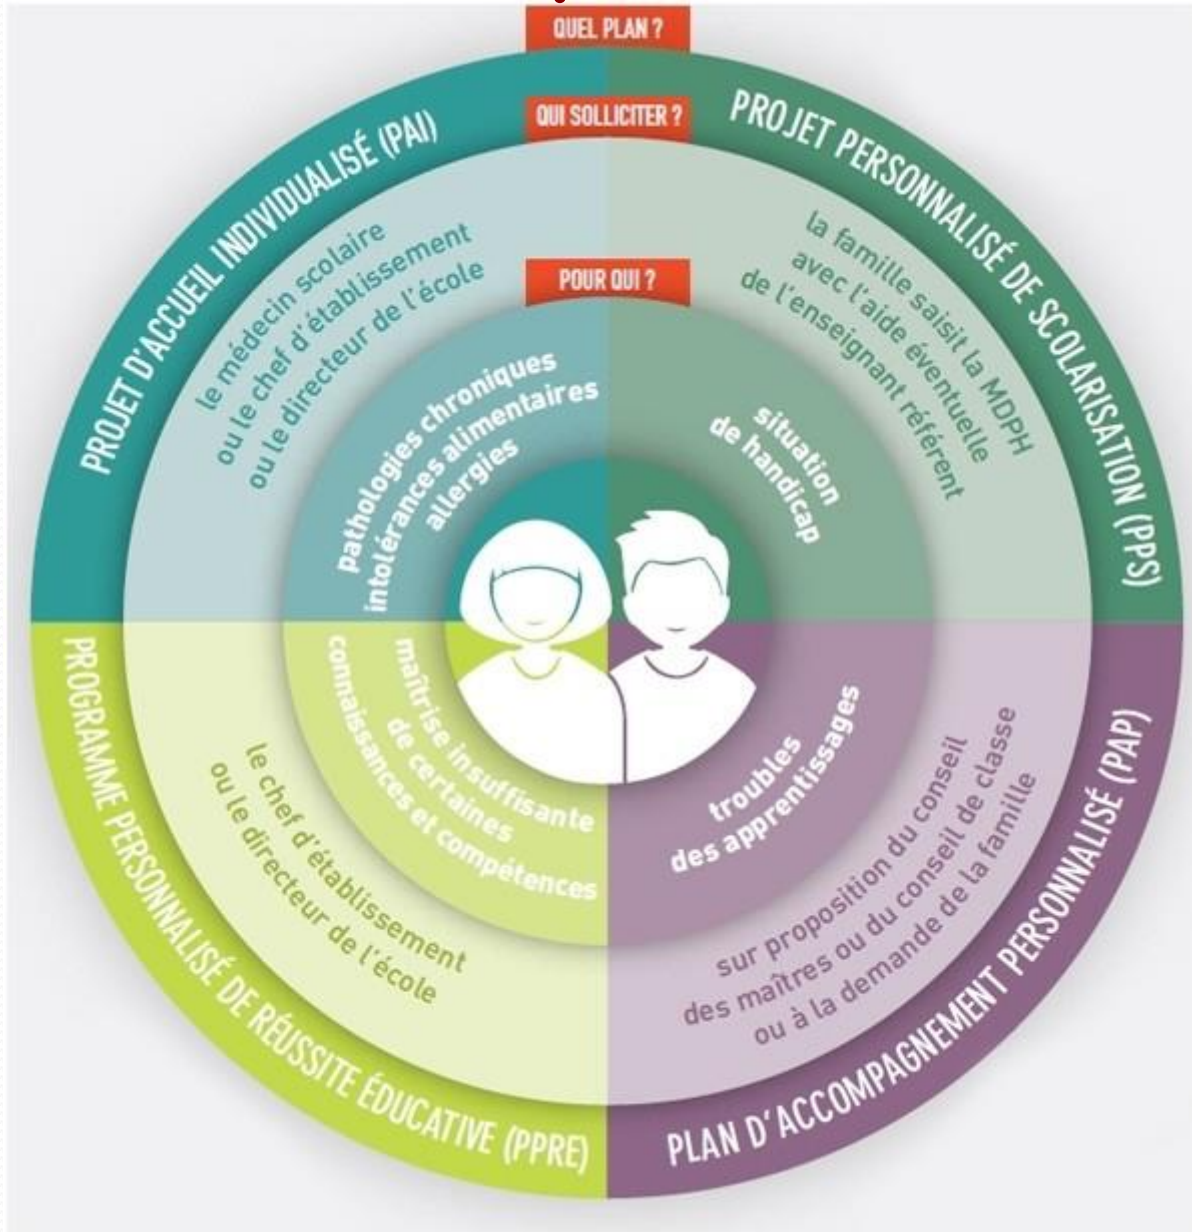 QUEL PLAN ?
QUI SOLLICITER ?
POUR QUI ?
PROJET D'ACCUEIL INDIVIDUALISÉ (PAI)
le médecin scolaire
ou le chef d'établissement
ou le directeur de l'école
pathologies chroniques
intolérances alimentaires
allergies
PROJET PERSONNALISÉ DE SCOLARISATION (PPS)
la famille saisit la MDPH
avec l'aide éventuelle
de l'enseignant référent
situation
de handicap
PROGRAMME PERSONNALISÉ DE RÉUSSITE ÉDUCATIVE (PPRE)
le chef d'établissement
ou le directeur de l'école
maîtrise insuffisante
de certaines
connaissances et compétences
PLAN D'ACCOMPAGNEMENT PERSONNALISÉ (PAP)
sur proposition du conseil
des maîtres ou du conseil de classe
ou à la demande de la famille
troubles
des apprentissages